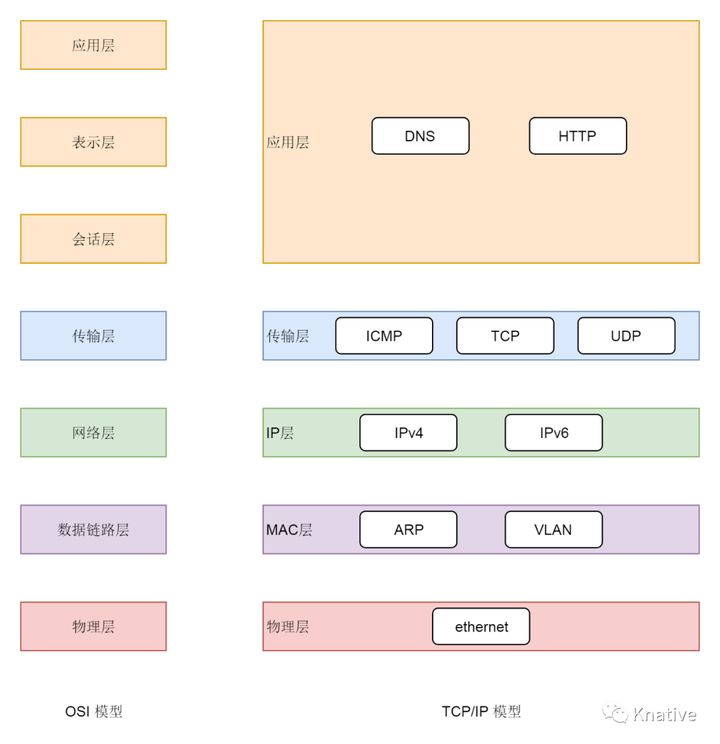 应用层
表示层
会话层
传输层
网络层
数据链路层
物理层
OSI 模型
应用层
DNS
HTTP
传输层
ICMP
TCP
UDP
IP层
IPv4
IPv6
MAC层
ARP
VLAN
物理层
ethernet
TCP/IP 模型
Knative